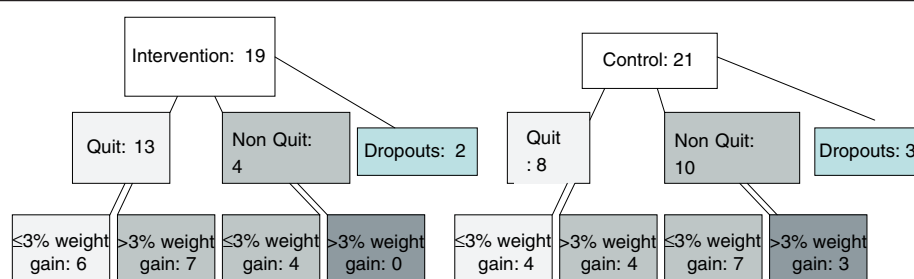 Intervention: 19
Control: 21
Quit: 13
Non Quit:
4
Dropouts: 2
Quit
: 8
Non Quit:
10
Dropouts: 3
≤3% weight
gain: 6
>3% weight
gain: 7
≤3% weight
gain: 4
>3% weight
gain: 0
≤3% weight
gain: 4
>3% weight
gain: 4
≤3% weight
gain: 7
>3% weight
gain: 3